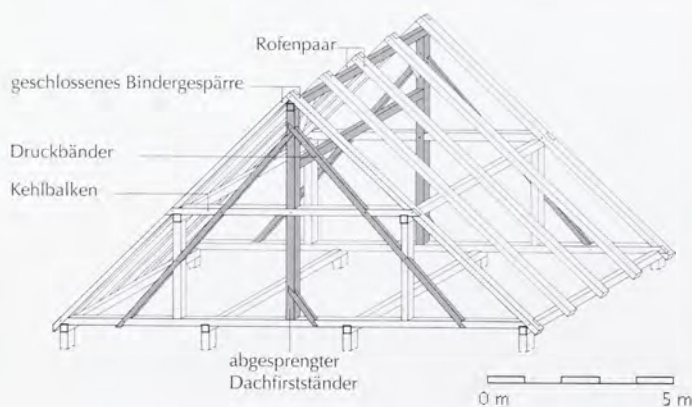 Rofenpaar
geschlossenes Bindergespärre
Druckbänder
Kehlbalken
abgesprengter
Dachfirstständer
0 m 5 m